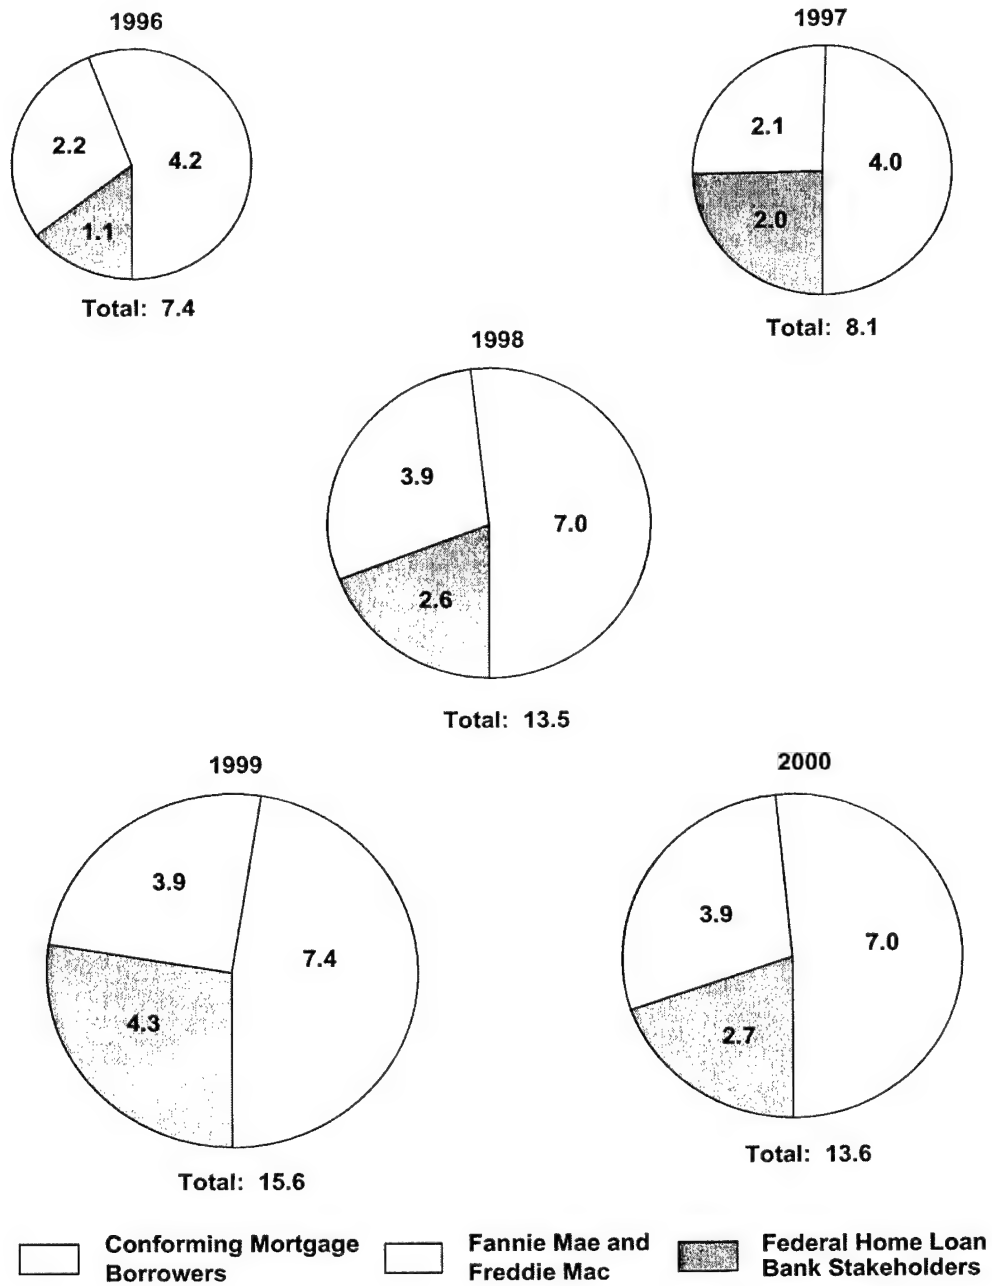 1996
2.2
4.2
1.1
Total: 7.4
1997
2.1
4.0
2.0
Total: 8.1
1998
3.9
7.0
2.6
Total: 13.5
1999
3.9
7.4
4.3
Total: 15.6
2000
3.9
7.0
2.7
Total: 13.6
Conforming Mortgage
Borrowers
Fannie Mae and
Freddie Mac
Federal Home Loan
Bank Stakeholders